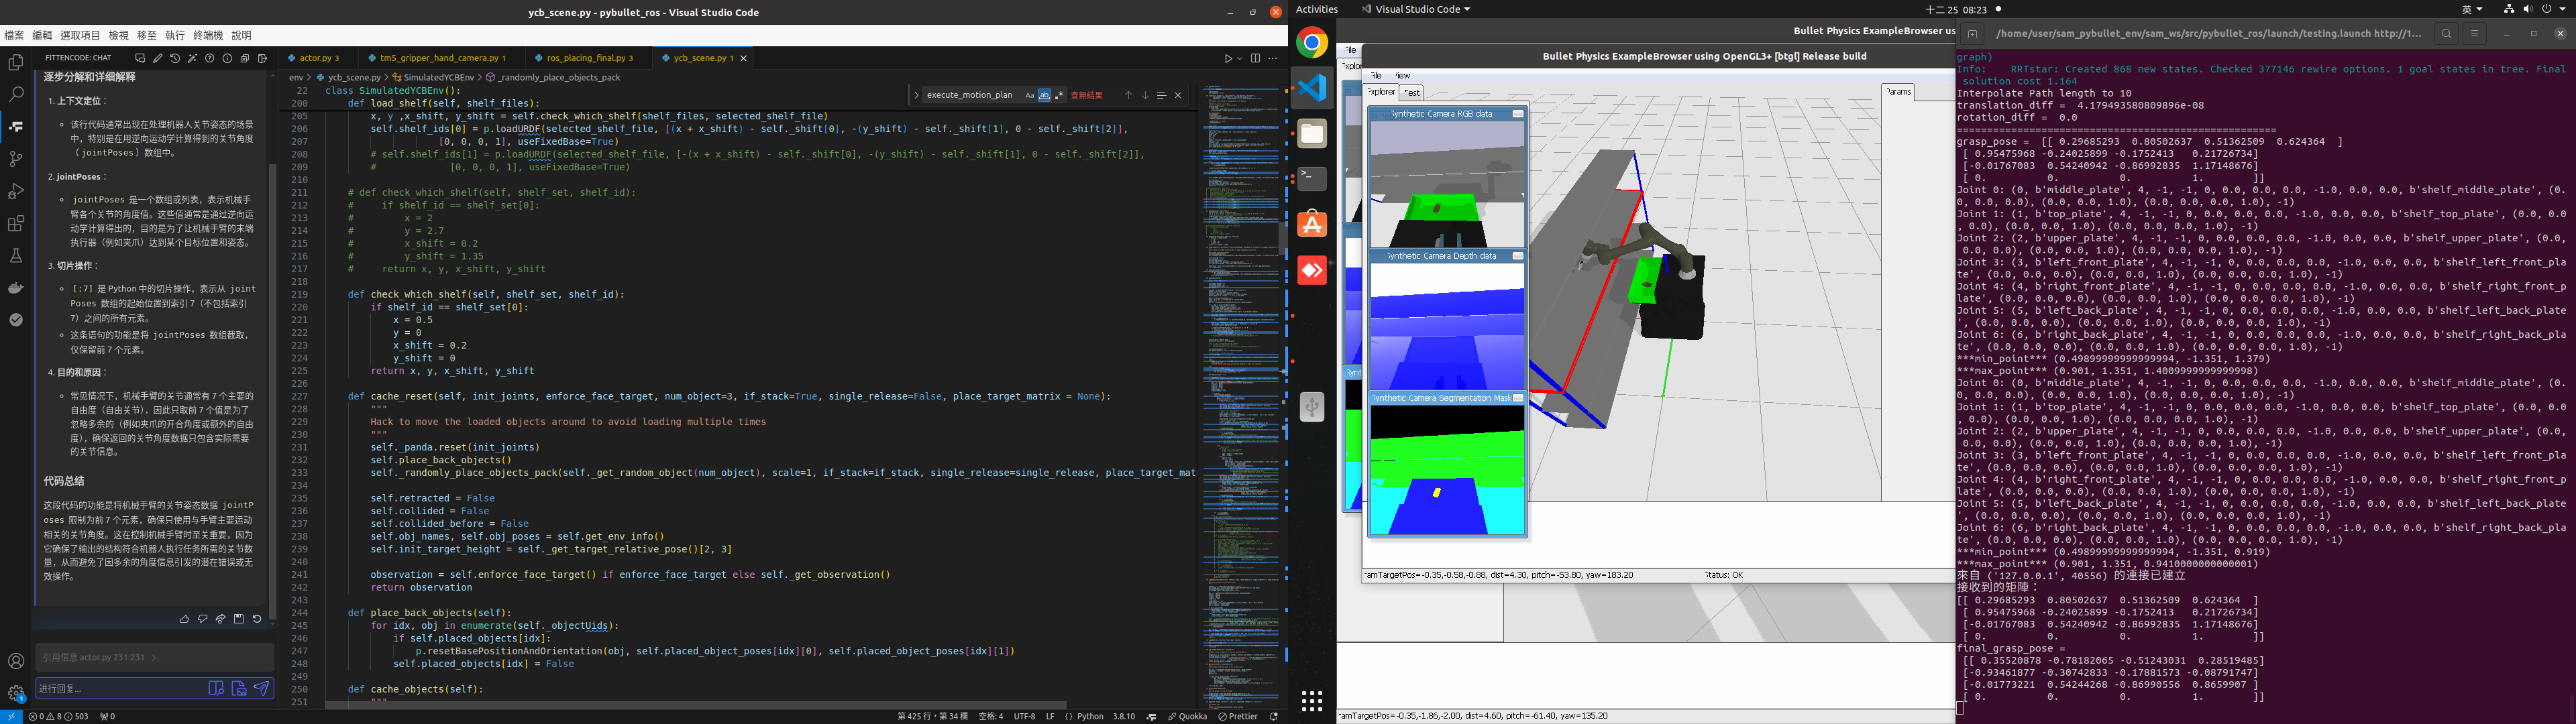 ycb_scene.py - pybullet_ros - Visual Studio Code
檔案 編輯 選取項目 檢視 移至 執行 終端機 說明
FITTENCODE: CHAT
逐步分解和详细解释
1. 上下文定位：
该行代码通常出现在处理机器人关节姿态的场景中，特别是在用逆向运动学计算得到的关节角度（jointPoses）数组中。
2. jointPoses：
jointPoses 是一个数组或列表，表示机械手臂各个关节的角度值。这些值通常是通过逆向运动学计算得出的，目的是为了让机械手臂的末端执行器（例如夹爪）达到某个目标位置和姿态。
3. 切片操作：
[:7] 是 Python 中的切片操作，表示从 jointPoses 数组的起始位置到索引 7（不包括索引 7）之间的所有元素。
这条语句的功能是将 jointPoses 数组截取，仅保留前 7 个元素。
4. 目的和原因：
常见情况下，机械手臂的关节通常有 7 个主要的自由度（自由关节），因此只取前 7 个值是为了忽略多余的（例如夹爪的开合角度或额外的自由度），确保返回的关节角度数据只包含实际需要的关节信息。
代码总结
这段代码的功能是将机械手臂的关节姿态数据 jointPoses 限制为前 7 个元素，确保只使用与手臂主要运动相关的关节角度。这在控制机械手臂时至关重要，因为它确保了输出的结构符合机器人执行任务所需的关节数量，从而避免了因多余的角度信息引发的潜在错误或无效操作。
引用信息 actor.py 231:231
进行回复...
actor.py 3 tm5_gripper_hand_camera.py 1 ros_placing_final.py 3 ycb_scene.py 1
env > ycb_scene.py > SimulatedYCBEnv > _randomly_place_objects_pack
execute_motion_plan 查無結果
22 class SimulatedYCBEnv():
200 def load_shelf(self, shelf_files):
205 x, y ,x_shift, y_shift = self.check_which_shelf(shelf_files, selected_shelf_file)
206 self.shelf_ids[0] = p.loadURDF(selected_shelf_file, [(x + x_shift) - self._shift[0], -(y_shift) - self._shift[1], 0 - self._shift[2]],
207 [0, 0, 0, 1], useFixedBase=True)
208 # self.shelf_ids[1] = p.loadURDF(selected_shelf_file, [-(x + x_shift) - self._shift[0], -(y_shift) - self._shift[1], 0 - self._shift[2]],
209 # [0, 0, 0, 1], useFixedBase=True)
210
211 # def check_which_shelf(self, shelf_set, shelf_id):
212 # if shelf_id == shelf_set[0]:
213 # x = 2
214 # y = 2.7
215 # x_shift = 0.2
216 # y_shift = 1.35
217 # return x, y, x_shift, y_shift
218
219 def check_which_shelf(self, shelf_set, shelf_id):
220 if shelf_id == shelf_set[0]:
221 x = 0.5
222 y = 0
223 x_shift = 0.2
224 y_shift = 0
225 return x, y, x_shift, y_shift
226
227 def cache_reset(self, init_joints, enforce_face_target, num_object=3, if_stack=True, single_release=False, place_target_matrix = None):
228 """
229 Hack to move the loaded objects around to avoid loading multiple times
230 """
231 self._panda.reset(init_joints)
232 self.place_back_objects()
233 self._randomly_place_objects_pack(self._get_random_object(num_object), scale=1, if_stack=if_stack, single_release=single_release, place_target_mat
234
235 self.retracted = False
236 self.collided = False
237 self.collided_before = False
238 self.obj_names, self.obj_poses = self.get_env_info()
239 self.init_target_height = self._get_target_relative_pose()[2, 3]
240
241 observation = self.enforce_face_target() if enforce_face_target else self._get_observation()
242 return observation
243
244 def place_back_objects(self):
245 for idx, obj in enumerate(self._objectUids):
246 if self.placed_objects[idx]:
247 p.resetBasePositionAndOrientation(obj, self.placed_object_poses[idx][0], self.placed_object_poses[idx][1])
248 self.placed_objects[idx] = False
249
250 def cache_objects(self):
251 """
0 8 503 0
第 425 行，第 34 欄 空格: 4 UTF-8 LF Python 3.8.10 Quokka Prettier
Activities Visual Studio Code 十二 25 08:23 英
Bullet Physics ExampleBrowser us
Bullet Physics ExampleBrowser using OpenGL3+ [btgl] Release build
File View
Explorer Test Params
Synthetic Camera RGB data
Synthetic Camera Depth data
Synthetic Camera Segmentation Mask
amTargetPos=-0.35,-0.58,-0.88, dist=4.30, pitch=-53.80, yaw=183.20 Status: OK
amTargetPos=-0.35,-1.86,-2.00, dist=4.60, pitch=-61.40, yaw=135.20
/home/user/sam_pybullet_env/sam_ws/src/pybullet_ros/launch/testing.launch http://1...
graph)
Info: RRTstar: Created 868 new states. Checked 377146 rewire options. 1 goal states in tree. Final
solution cost 1.164
Interpolate Path length to 10
translation_diff = 4.179493580809896e-08
rotation_diff = 0.0
====================================================
grasp_pose = [[ 0.29685293 0.80502637 0.51362509 0.624364 ]
[ 0.95475968 -0.24025899 -0.1752413 0.21726734]
[-0.01767083 0.54240942 -0.86992835 1.17148676]
[ 0. 0. 0. 1. ]]
Joint 0: (0, b'middle_plate', 4, -1, -1, 0, 0.0, 0.0, 0.0, -1.0, 0.0, 0.0, b'shelf_middle_plate', (0.
0, 0.0, 0.0), (0.0, 0.0, 0.0), (0.0, 0.0, 0.0, 1.0), -1)
Joint 1: (1, b'top_plate', 4, -1, -1, 0, 0.0, 0.0, 0.0, -1.0, 0.0, 0.0, b'shelf_top_plate', (0.0, 0.0
, 0.0), (0.0, 0.0, 0.0), (0.0, 0.0, 0.0, 1.0), -1)
Joint 2: (2, b'upper_plate', 4, -1, -1, 0, 0.0, 0.0, 0.0, -1.0, 0.0, 0.0, b'shelf_upper_plate', (0.0,
0.0, 0.0), (0.0, 0.0, 0.0), (0.0, 0.0, 0.0, 1.0), -1)
Joint 3: (3, b'left_front_plate', 4, -1, -1, 0, 0.0, 0.0, 0.0, -1.0, 0.0, 0.0, b'shelf_left_front_pla
te', (0.0, 0.0, 0.0), (0.0, 0.0, 0.0), (0.0, 0.0, 0.0, 1.0), -1)
Joint 4: (4, b'right_front_plate', 4, -1, -1, 0, 0.0, 0.0, 0.0, -1.0, 0.0, 0.0, b'shelf_right_front_p
late', (0.0, 0.0, 0.0), (0.0, 0.0, 0.0), (0.0, 0.0, 0.0, 1.0), -1)
Joint 5: (5, b'left_back_plate', 4, -1, -1, 0, 0.0, 0.0, 0.0, -1.0, 0.0, 0.0, b'shelf_left_back_plate
', (0.0, 0.0, 0.0), (0.0, 0.0, 0.0), (0.0, 0.0, 0.0, 1.0), -1)
Joint 6: (6, b'right_back_plate', 4, -1, -1, 0, 0.0, 0.0, 0.0, -1.0, 0.0, 0.0, b'shelf_right_back_pla
te', (0.0, 0.0, 0.0), (0.0, 0.0, 0.0), (0.0, 0.0, 0.0, 1.0), -1)
***min_point*** (0.49899999999999994, -1.351, 1.379)
***max_point*** (0.901, 1.351, 1.4009999999999998)
Joint 0: (0, b'middle_plate', 4, -1, -1, 0, 0.0, 0.0, 0.0, -1.0, 0.0, 0.0, b'shelf_middle_plate', (0.
0, 0.0, 0.0), (0.0, 0.0, 0.0), (0.0, 0.0, 0.0, 1.0), -1)
Joint 1: (1, b'top_plate', 4, -1, -1, 0, 0.0, 0.0, 0.0, -1.0, 0.0, 0.0, b'shelf_top_plate', (0.0, 0.0
, 0.0), (0.0, 0.0, 0.0), (0.0, 0.0, 0.0, 1.0), -1)
Joint 2: (2, b'upper_plate', 4, -1, -1, 0, 0.0, 0.0, 0.0, -1.0, 0.0, 0.0, b'shelf_upper_plate', (0.0,
0.0, 0.0), (0.0, 0.0, 0.0), (0.0, 0.0, 0.0, 1.0), -1)
Joint 3: (3, b'left_front_plate', 4, -1, -1, 0, 0.0, 0.0, 0.0, -1.0, 0.0, 0.0, b'shelf_left_front_pla
te', (0.0, 0.0, 0.0), (0.0, 0.0, 0.0), (0.0, 0.0, 0.0, 1.0), -1)
Joint 4: (4, b'right_front_plate', 4, -1, -1, 0, 0.0, 0.0, 0.0, -1.0, 0.0, 0.0, b'shelf_right_front_p
late', (0.0, 0.0, 0.0), (0.0, 0.0, 0.0), (0.0, 0.0, 0.0, 1.0), -1)
Joint 5: (5, b'left_back_plate', 4, -1, -1, 0, 0.0, 0.0, 0.0, -1.0, 0.0, 0.0, b'shelf_left_back_plate
', (0.0, 0.0, 0.0), (0.0, 0.0, 0.0), (0.0, 0.0, 0.0, 1.0), -1)
Joint 6: (6, b'right_back_plate', 4, -1, -1, 0, 0.0, 0.0, 0.0, -1.0, 0.0, 0.0, b'shelf_right_back_pla
te', (0.0, 0.0, 0.0), (0.0, 0.0, 0.0), (0.0, 0.0, 0.0, 1.0), -1)
***min_point*** (0.49899999999999994, -1.351, 0.919)
***max_point*** (0.901, 1.351, 0.9410000000000001)
來自 ('127.0.0.1', 40556) 的連接已建立
接收到的矩陣：
[[ 0.29685293 0.80502637 0.51362509 0.624364 ]
[ 0.95475968 -0.24025899 -0.1752413 0.21726734]
[-0.01767083 0.54240942 -0.86992835 1.17148676]
[ 0. 0. 0. 1. ]]
final_grasp_pose =
[[ 0.35520878 -0.78182065 -0.51243031 0.28519485]
[-0.93461877 -0.30742833 -0.17881573 -0.08791747]
[-0.01773221 0.54244268 -0.86990556 0.8659907 ]
[ 0. 0. 0. 1. ]]